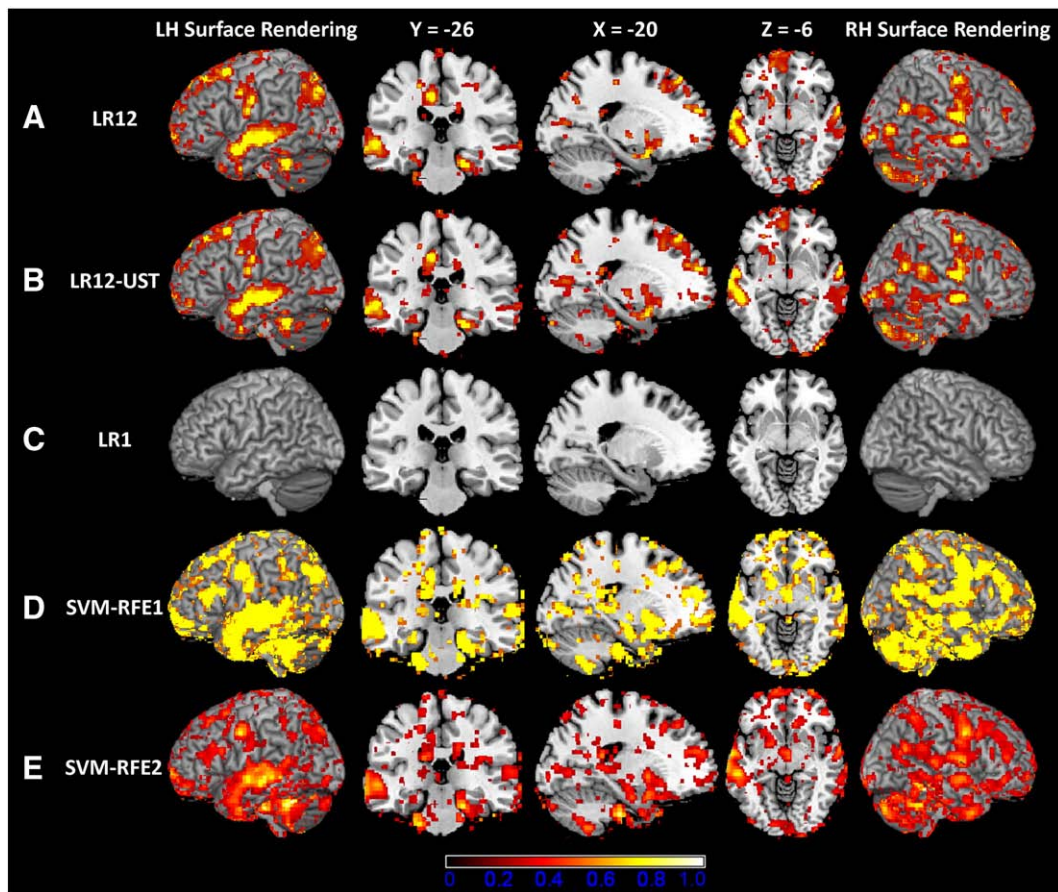 LH Surface Rendering Y = -26 X = -20 Z = -6 RH Surface Rendering
A LR12
B LR12-UST
C LR1
D SVM-RFE1
E SVM-RFE2
0 0.2 0.4 0.6 0.8 1.0